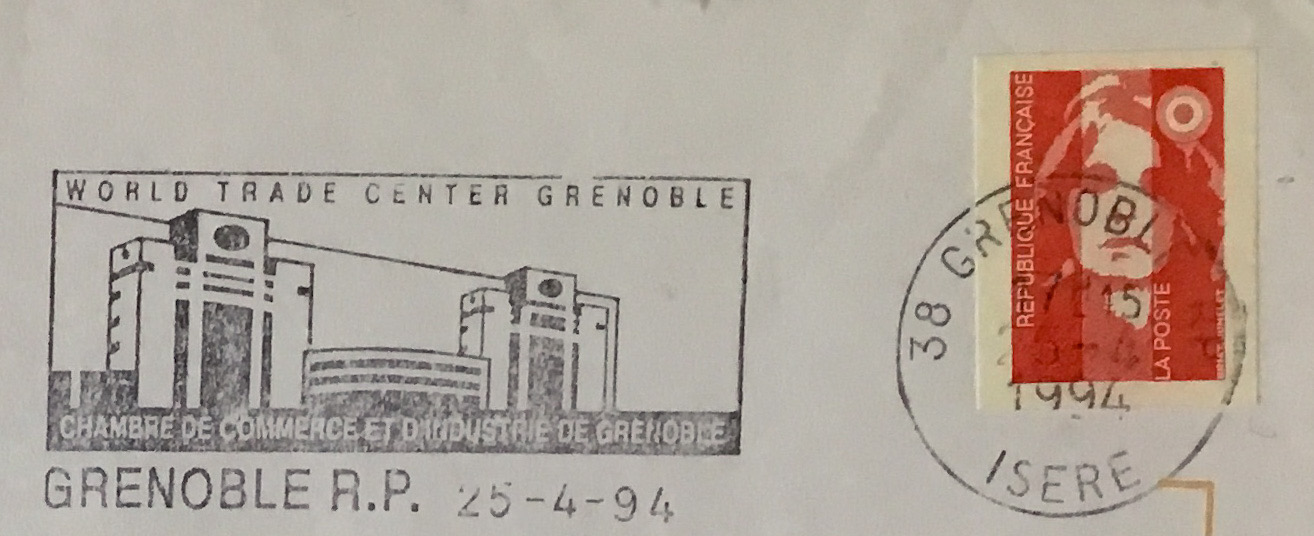 WORLD TRADE CENTER GRENOBLE
CHAMBRE DE COMMERCE ET D'INDUSTRIE DE GRENOBLE
GRENOBLE R.P. 25-4-94
RÉPUBLIQUE FRANÇAISE
LA POSTE
38 GRENOBLE
1994
ISERE